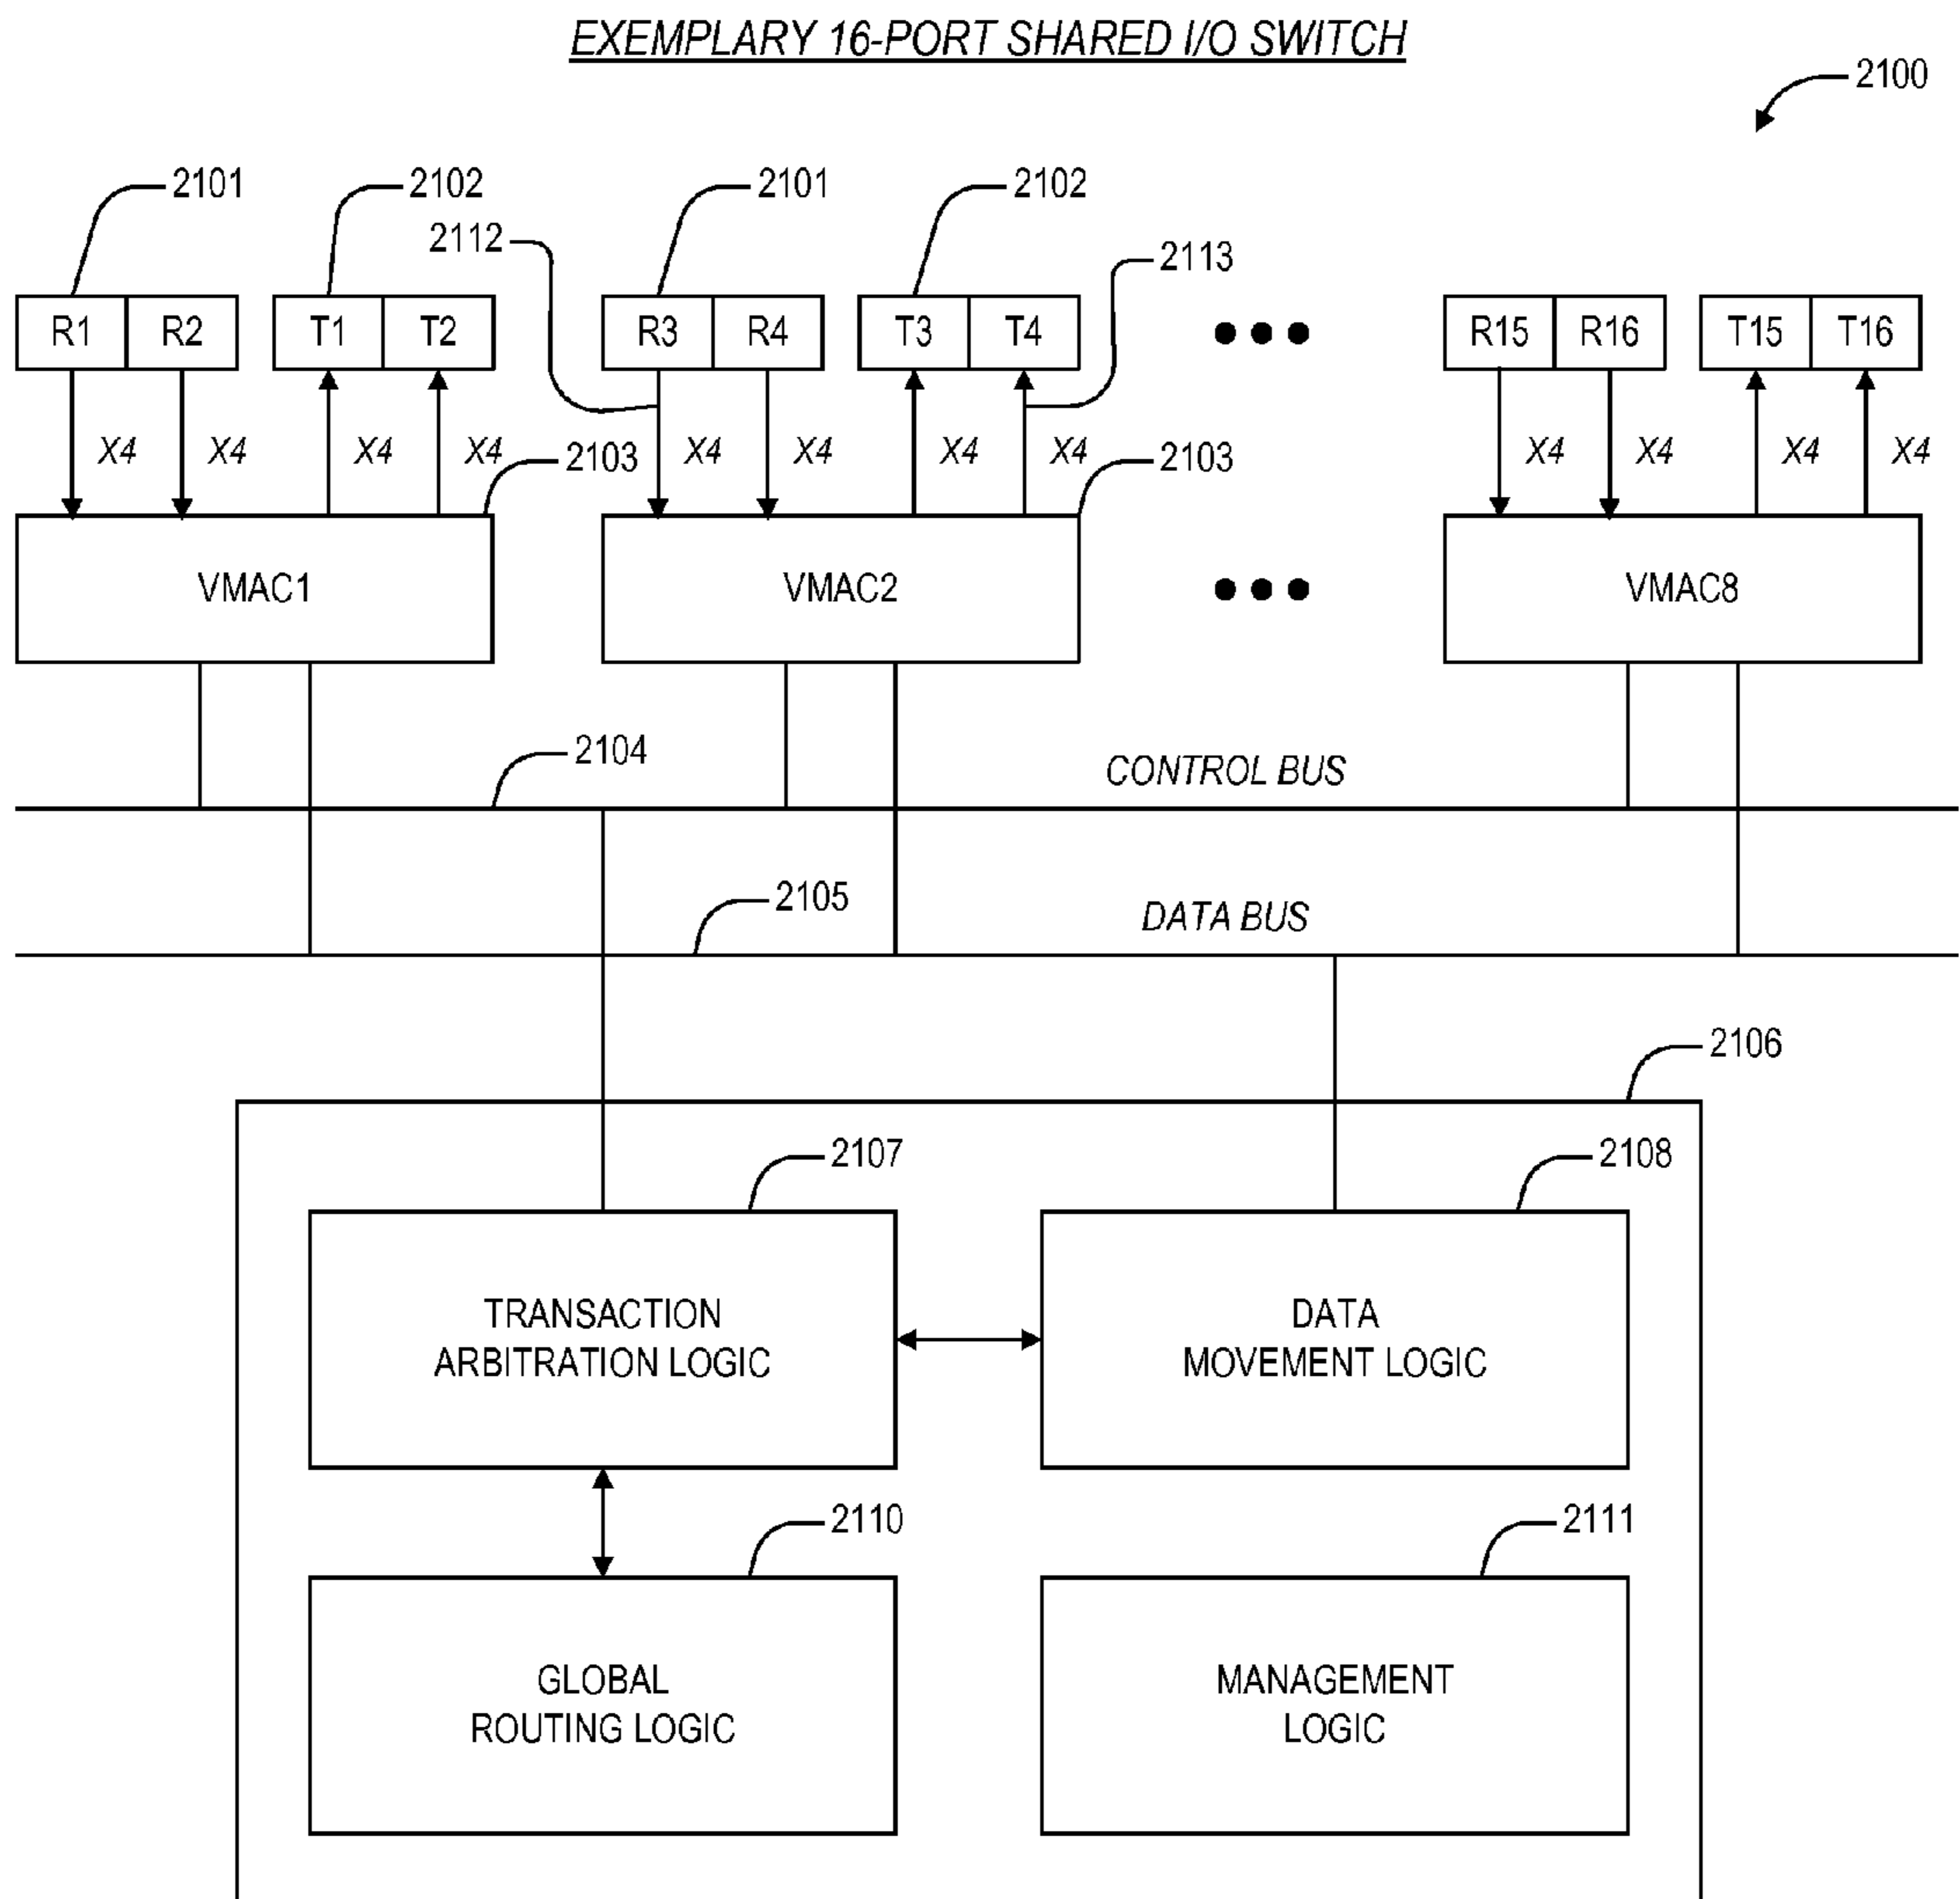 EXEMPLARY 16-PORT SHARED I/O SWITCH
2100
2101 2102 2101 2102
2112 2113
R1 R2 T1 T2 R3 R4 T3 T4 R15 R16 T15 T16
X4 X4 X4 X4 2103 X4 X4 X4 X4 2103 X4 X4 X4 X4
VMAC1 VMAC2 VMAC8
2104 CONTROL BUS
2105 DATA BUS
2106
2107 2108
TRANSACTION
ARBITRATION LOGIC
DATA
MOVEMENT LOGIC
2110 2111
GLOBAL
ROUTING LOGIC
MANAGEMENT
LOGIC